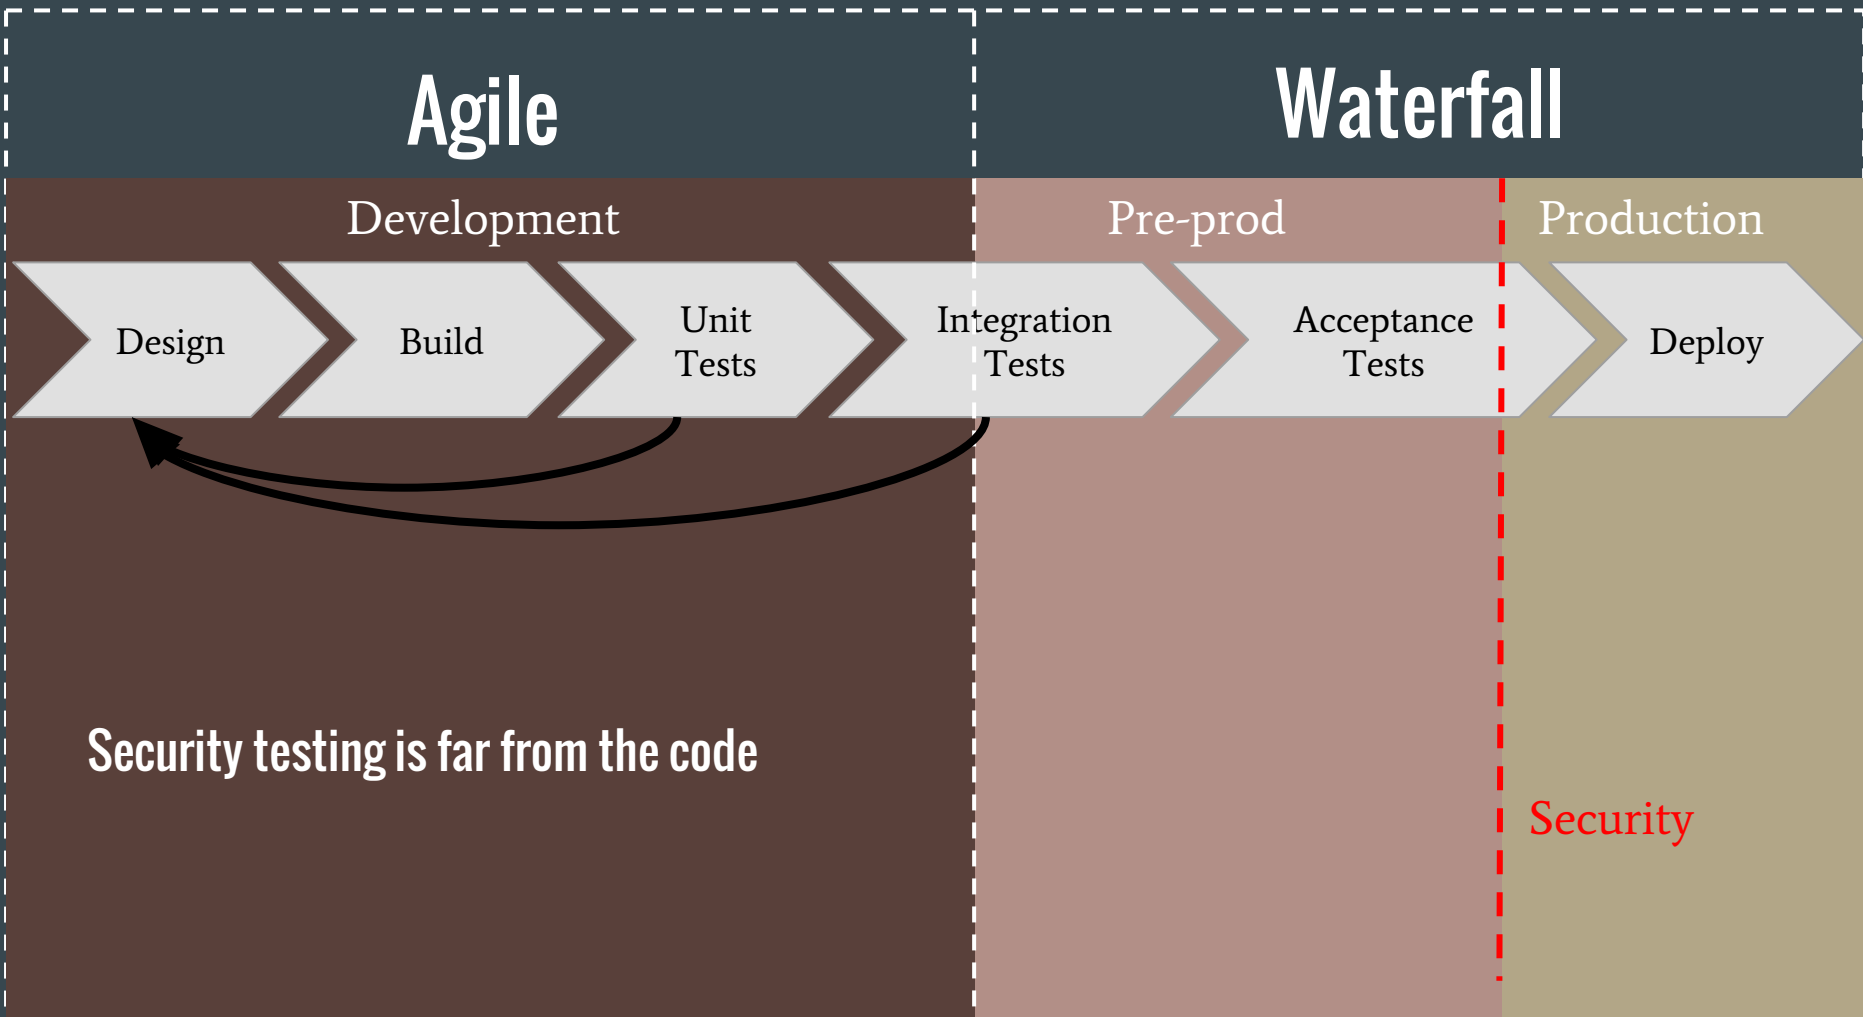 Agile
Waterfall
Development
Pre-prod
Production
Design
Build
Unit
Tests
Integration
Tests
Acceptance
Tests
Deploy
Security testing is far from the code
Security